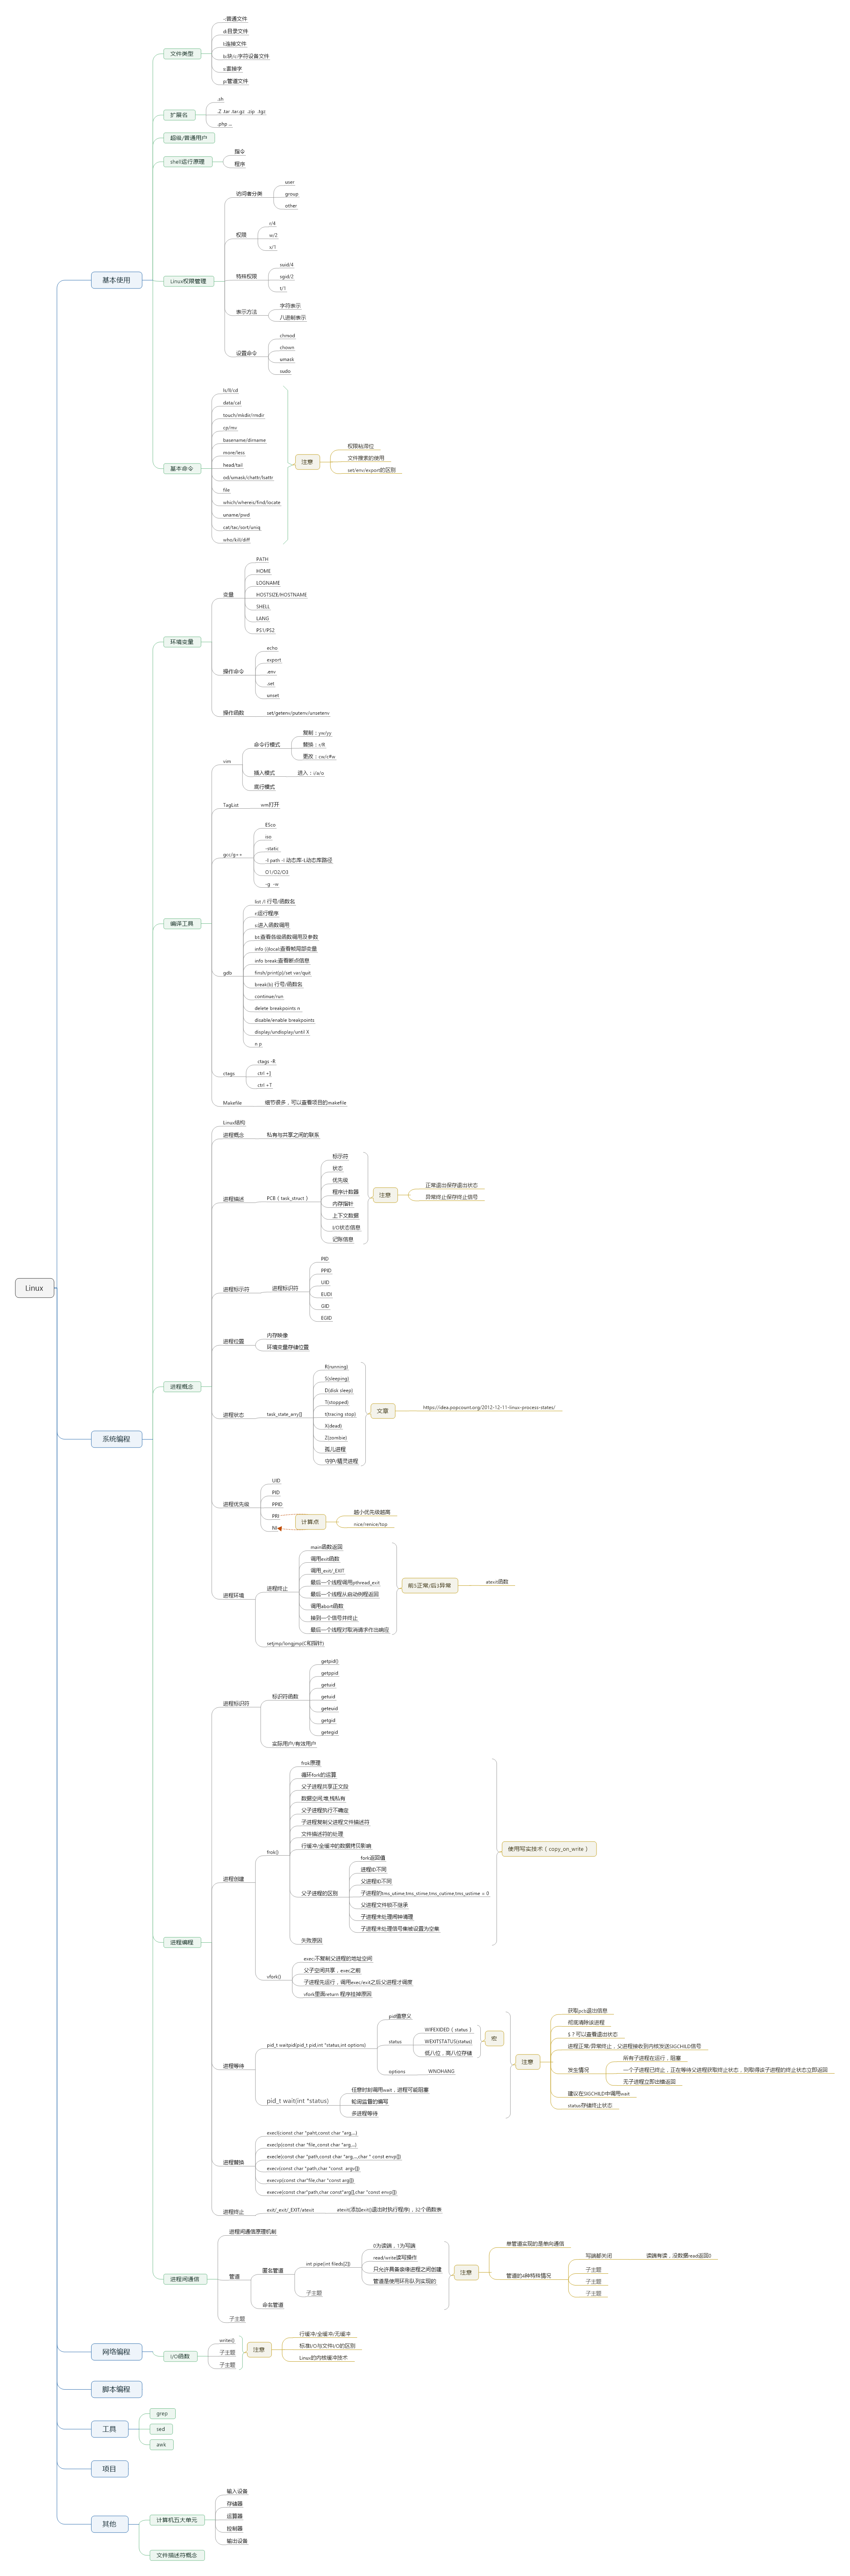 Linux
基本使用
文件类型
-:普通文件
d:目录文件
l:连接文件
b:块/c:字符设备文件
s:套接字
p:管道文件
扩展名
.sh
.Z .tar .tar.gz .zip .tgz
.php ...
超级/普通用户
shell运行原理
指令
程序
Linux权限管理
访问者分类
user
group
other
权限
r/4
w/2
x/1
特殊权限
suid/4
sgid/2
t/1
表示方法
字符表示
八进制表示
设置命令
chmod
chown
umask
sudo
基本命令
ls/ll/cd
data/cal
touch/mkdir/rmdir
cp/mc
basename/dirname
more/less
head/tail
od/umask/chattr/lsattr
file
which/whereis/find/locate
uname/pwd
cat/tac/sort/uniq
who/kill/diff
注意
权限粘滞位
文件搜索的使用
set/env/export的区别
系统编程
环境变量
变量
PATH
HOME
LOGNAME
HOSTSIZE/HOSTNAME
SHELL
LANG
PS1/PS2
操作命令
echo
export
.env
.set
unset
操作函数
set/getenv/putenv/unsetenv
编译工具
vim
命令行模式
复制：yw/yy
替换：r/R
更改：cw/c#w
插入模式
进入：i/a/o
底行模式
TagList
wm打开
gcc/g++
ESco
iso
-static
-I path -l 动态库-L动态库路径
O1/O2/O3
-g -w
gdb
list /l 行号/函数名
r:运行程序
s:进入函数调用
bt:查看各级函数调用及参数
info (i)local:查看帧局部变量
info break:查看断点信息
finish/print(p)/set var/quit
break(b) 行号/函数名
continue/run
delete breakpoints n
disable/enable breakpoints
display/undisplay/until X
n p
ctags
ctags -R
ctrl +]
ctrl +T
Makefile
细节很多，可以查看项目的makefile
进程概念
Linux结构
进程概念
私有与共享之间的联系
进程描述
PCB（ task_struct ）
标示符
状态
优先级
程序计数器
内存指针
上下文数据
I/O状态信息
记账信息
注意
正常退出保存退出状态
异常终止保存终止信号
进程标示符
进程标识符
PID
PPID
UID
EUDI
GID
EGID
进程位置
内存映像
环境变量存储位置
进程状态
task_state_arry[]
R(running)
S(sleeping)
D(disk sleep)
T(stopped)
t(tracing stop)
X(dead)
Z(zombie)
孤儿进程
守护/精灵进程
文章
https://idea.popcount.org/2012-12-11-linux-process-states/
进程优先级
UID
PID
PPID
PRI
NI
计算点
越小优先级越高
nice/renice/top
进程环境
进程终止
main函数返回
调用exit函数
调用_exit/_EXIT
最后一个线程调用pthread_exit
最后一个线程从启动例程返回
调用abort函数
接到一个信号并终止
最后一个线程对取消请求作出响应
前5正常/后3异常
atexit函数
setjmp/longjmp(C和指针)
进程编程
进程标识符
标识符函数
getpid()
getppid
getuid
getuid
geteuid
getgid
getegid
实际用户/有效用户
进程创建
frok()
frok原理
循环fork的运算
父子进程共享正文段
数据空间,堆,栈私有
父子进程执行不确定
子进程复制父进程文件描述符
文件描述符的处理
行缓冲/全缓冲的数据拷贝影响
父子进程的区别
fork返回值
进程ID不同
父进程ID不同
子进程的tms_utime,tms_stime,tms_cutime,tms_ustime = 0
父进程文件锁不继承
子进程未处理闹钟清理
子进程未处理信号集被设置为空集
失败原因
使用写实技术（ copy_on_write ）
vfork()
exec:不复制父进程的地址空间
父子空间共享，exec之前
子进程先运行，调用exec/exit之后父进程才调度
vfork里面return 程序挂掉原因
进程等待
pid_t waitpid(pid_t pid,int *status,int options)
pid值意义
status
WIFEXIDED（ status ）
WEXITSTATUS(status)
低八位，高八位存储
宏
options
WNOHANG
pid_t wait(int *status)
任意时刻调用wait，进程可能阻塞
轮询监督的编写
多进程等待
注意
获取pcb退出信息
彻底清除该进程
$？可以查看退出状态
进程正常/异常终止，父进程接收到内核发送SIGCHILD信号
发生情况
所有子进程在运行，阻塞
一个子进程已终止，正在等待父进程获取终止状态，则取得该子进程的终止状态立即返回
无子进程立即出错返回
建议在SIGCHILD中调用wait
status存储终止状态
进程替换
execl(const char *paht,const char *arg,...)
execlp(const char *file,const char *arg...)
execle(const char *path,const char *arg,..,char * const envp[])
execv(const char *path,char *const argv[])
execvp(const char*file,char *const arg[])
execve(const char*path,char const*arg[],char *const envp[])
进程终止
exit/_exit/_EXIT/atexit
atexit(添加exit()退出时执行程序)，32个函数表
进程间通信
进程间通信原理机制
管道
匿名管道
int pipe(int fileds[2])
0为读端，1为写端
read/write读写操作
只允许具备亲缘进程之间创建
管道是使用环形队列实现的
子主题
命名管道
注意
单管道实现的是单向通信
管道的4种特殊情况
写端都关闭
读端有读，没数据read返回0
子主题
子主题
子主题
子主题
网络编程
I/O函数
write()
子主题
子主题
注意
行缓冲/全缓冲/无缓冲
标准I/O与文件I/O的区别
Linux的内核缓冲技术
脚本编程
工具
grep
sed
awk
项目
其他
计算机五大单元
输入设备
存储器
运算器
控制器
输出设备
文件描述符概念